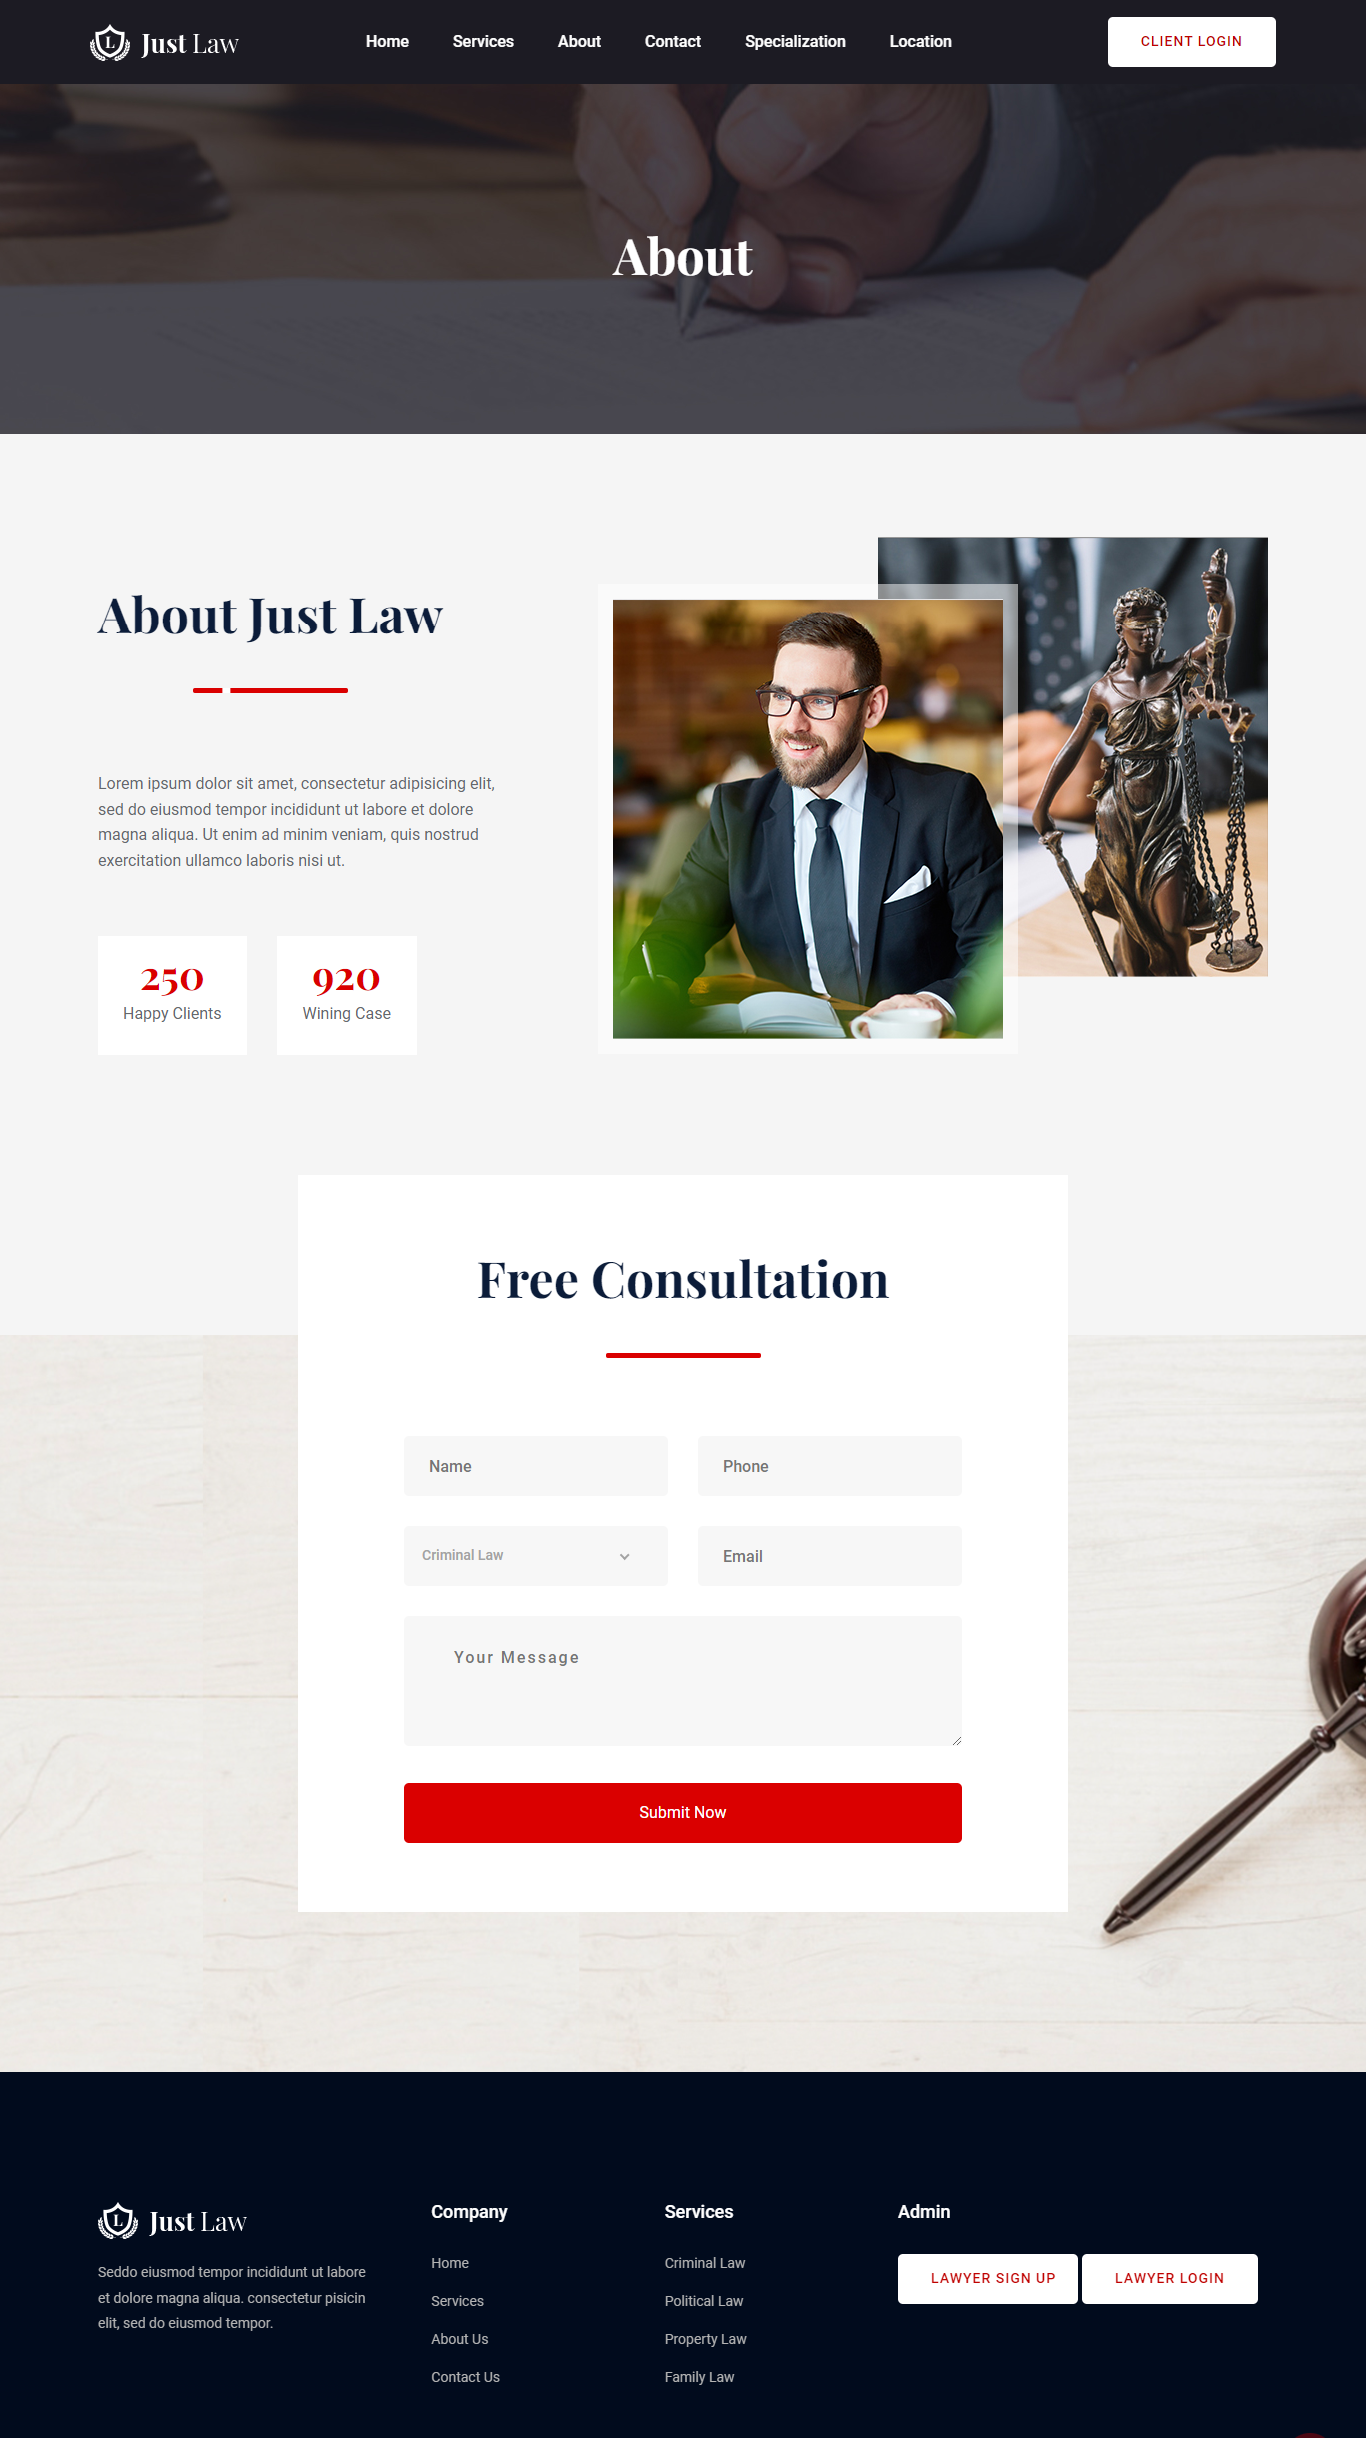 L Just Law
Home Services About Contact Specialization Location
CLIENT LOGIN
About
About Just Law
Lorem ipsum dolor sit amet, consectetur adipisicing elit,
sed do eiusmod tempor incididunt ut labore et dolore
magna aliqua. Ut enim ad minim veniam, quis nostrud
exercitation ullamco laboris nisi ut.
250
Happy Clients
920
Wining Case
Free Consultation
Name
Phone
Criminal Law
Email
Your Message
Submit Now
L Just Law
Seddo eiusmod tempor incididunt ut labore
et dolore magna aliqua. consectetur pisicin
elit, sed do eiusmod tempor.
Company
Home
Services
About Us
Contact Us
Services
Criminal Law
Political Law
Property Law
Family Law
Admin
LAWYER SIGN UP
LAWYER LOGIN